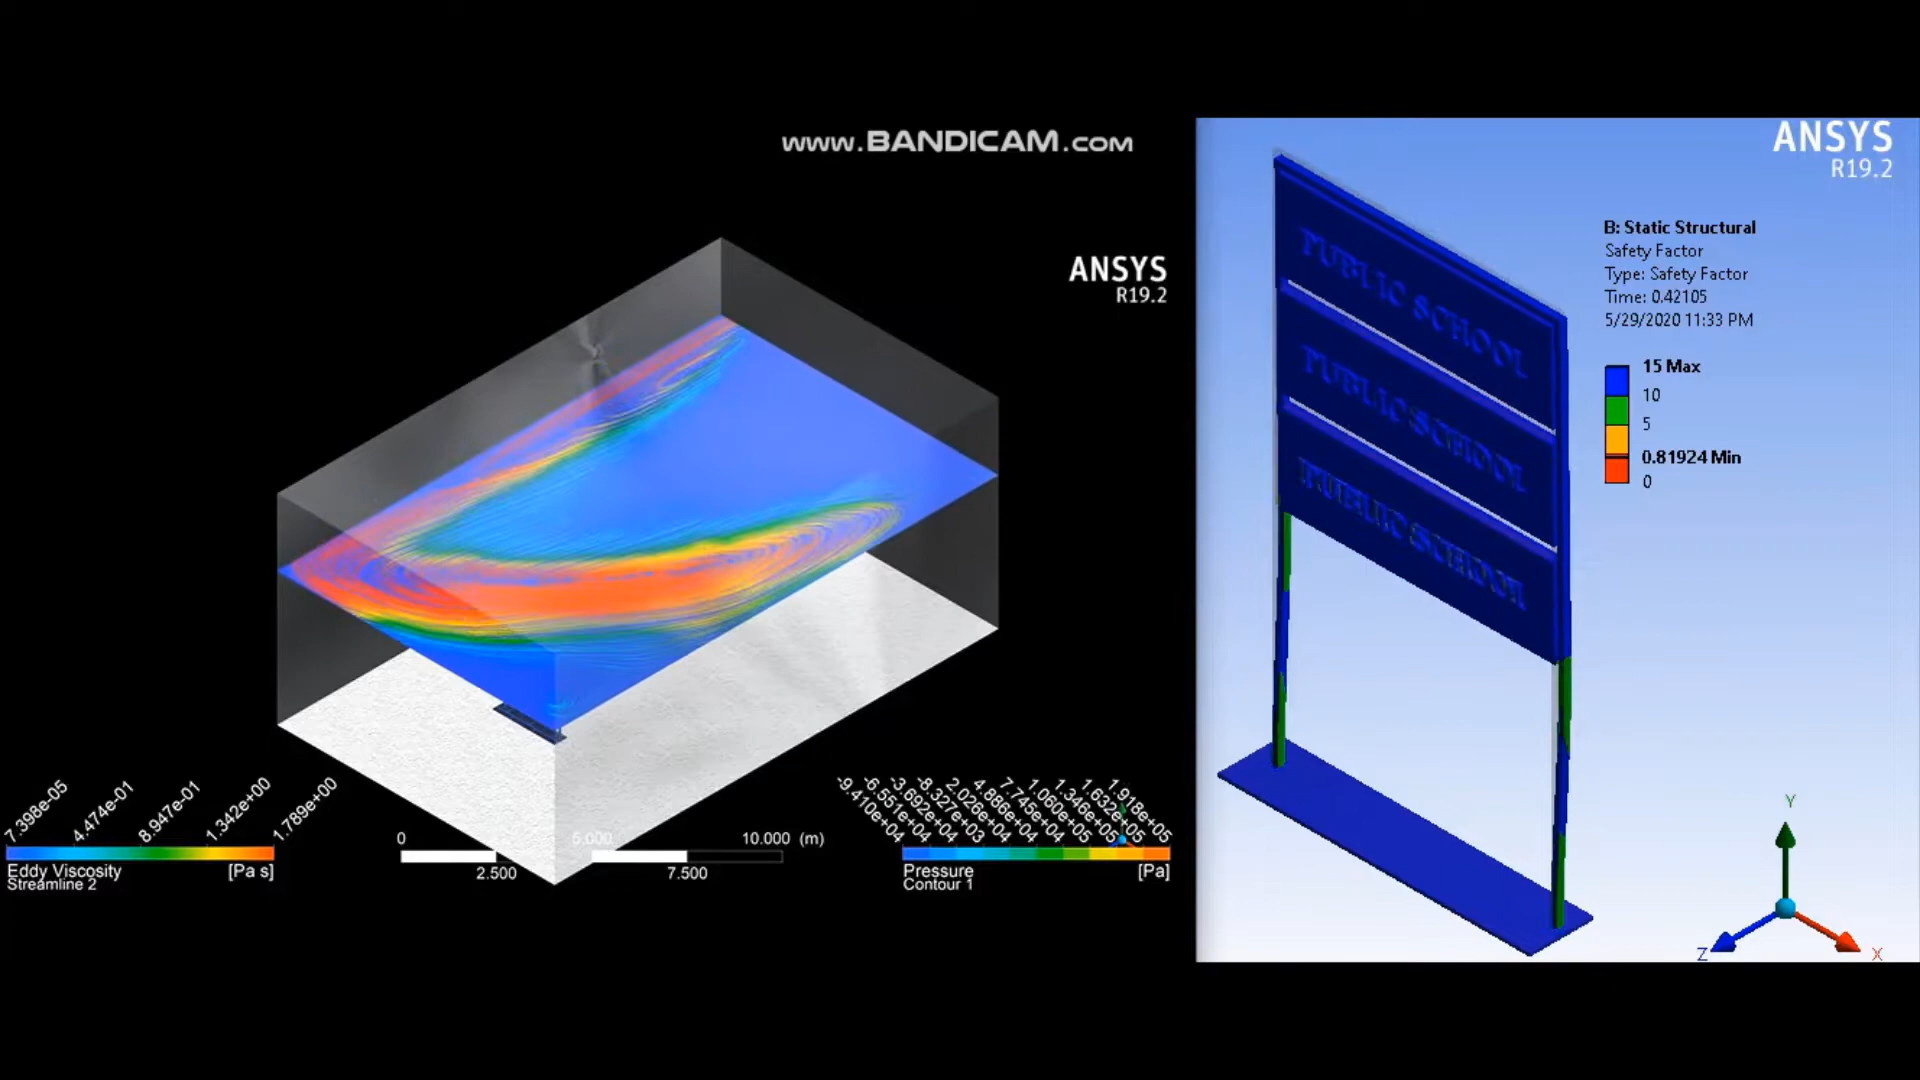 www.BANDICAM.com
ANSYS
R19.2
7.398e-05
4.474e-01
8.947e-01
1.342e+00
1.789e+00
Eddy Viscosity
Streamline 2
[Pa s]
0
5.000
10.000 (m)
2.500
7.500
-9.410e+04
-6.551e+04
-3.692e+04
-8.327e+03
2.026e+04
4.886e+04
7.745e+04
1.060e+05
1.346e+05
1.632e+05
1.918e+05
Pressure
Contour 1
[Pa]
ANSYS
R19.2
PUBLIC SCHOOL
PUBLIC SCHOOL
PUBLIC SCHOOL
B: Static Structural
Safety Factor
Type: Safety Factor
Time: 0.42105
5/29/2020 11:33 PM
15 Max
10
5
0.81924 Min
0
Y
Z
X